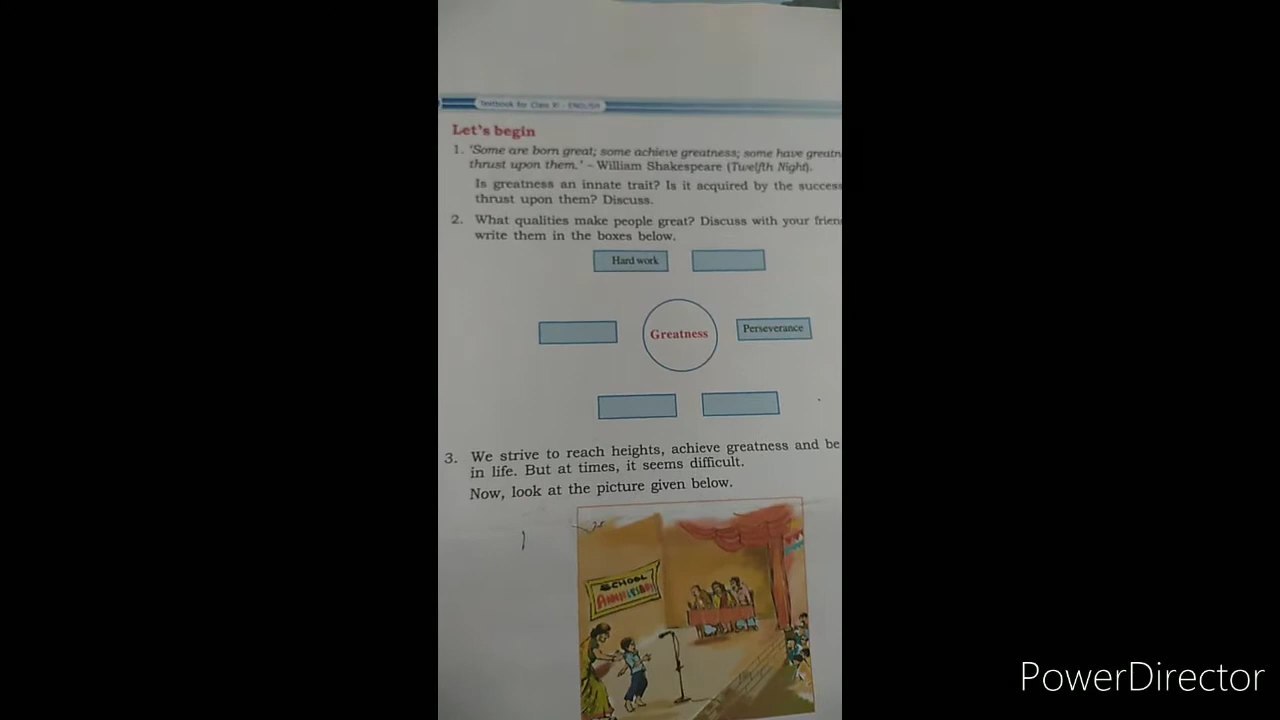 Textbook for Class XI - ENGLISH
Let's begin
1. 'Some are born great; some achieve greatness; some have greatn
thrust upon them.' – William Shakespeare (Twelfth Night).
Is greatness an innate trait? Is it acquired by the success
thrust upon them? Discuss.
2. What qualities make people great? Discuss with your frien
write them in the boxes below.
Hard work
Greatness
Perseverance
3. We strive to reach heights, achieve greatness and be
in life. But at times, it seems difficult.
Now, look at the picture given below.
SCHOOL
ANNIVERSARY
PowerDirector